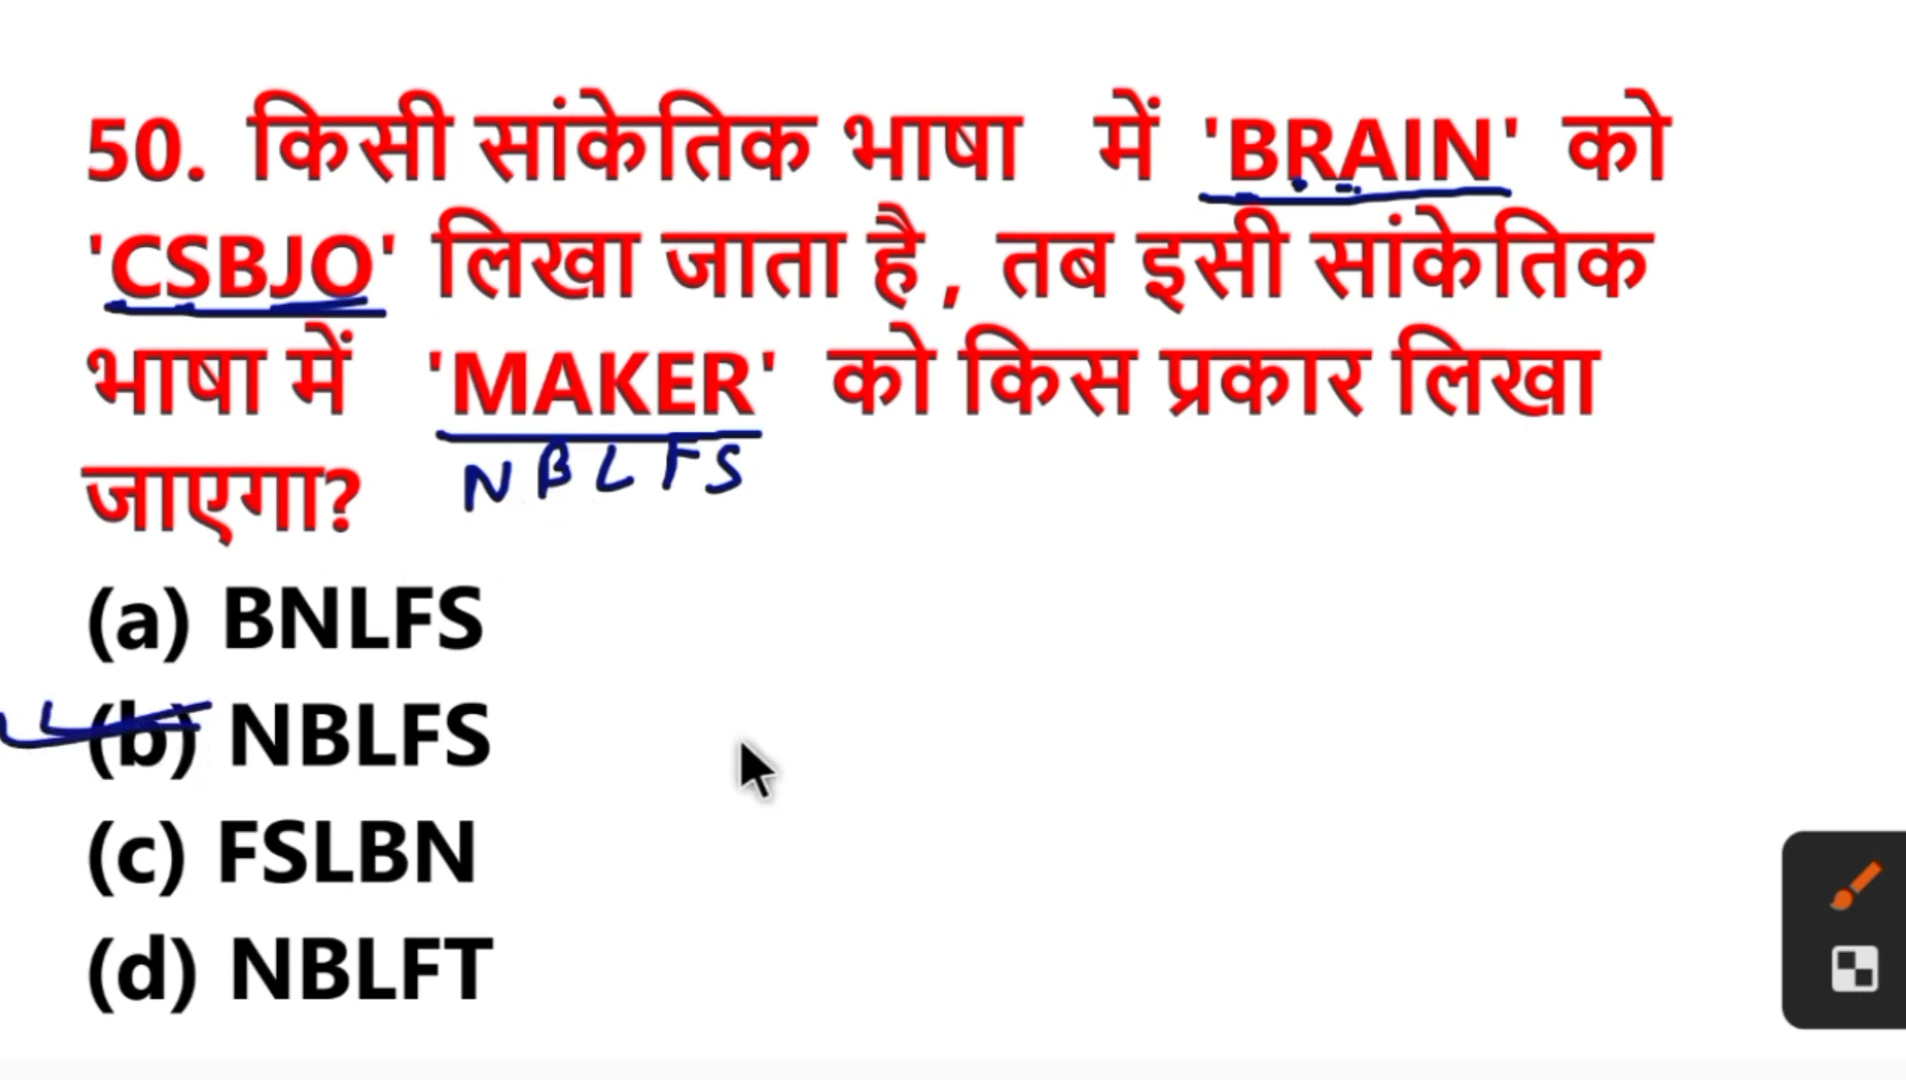 50. किसी सांकेतिक भाषा में 'BRAIN' को
'CSBJO' लिखा जाता है, तब इसी सांकेतिक
भाषा में 'MAKER' को किस प्रकार लिखा
जाएगा? NBLFS
(a) BNLFS
(b) NBLFS
(c) FSLBN
(d) NBLFT